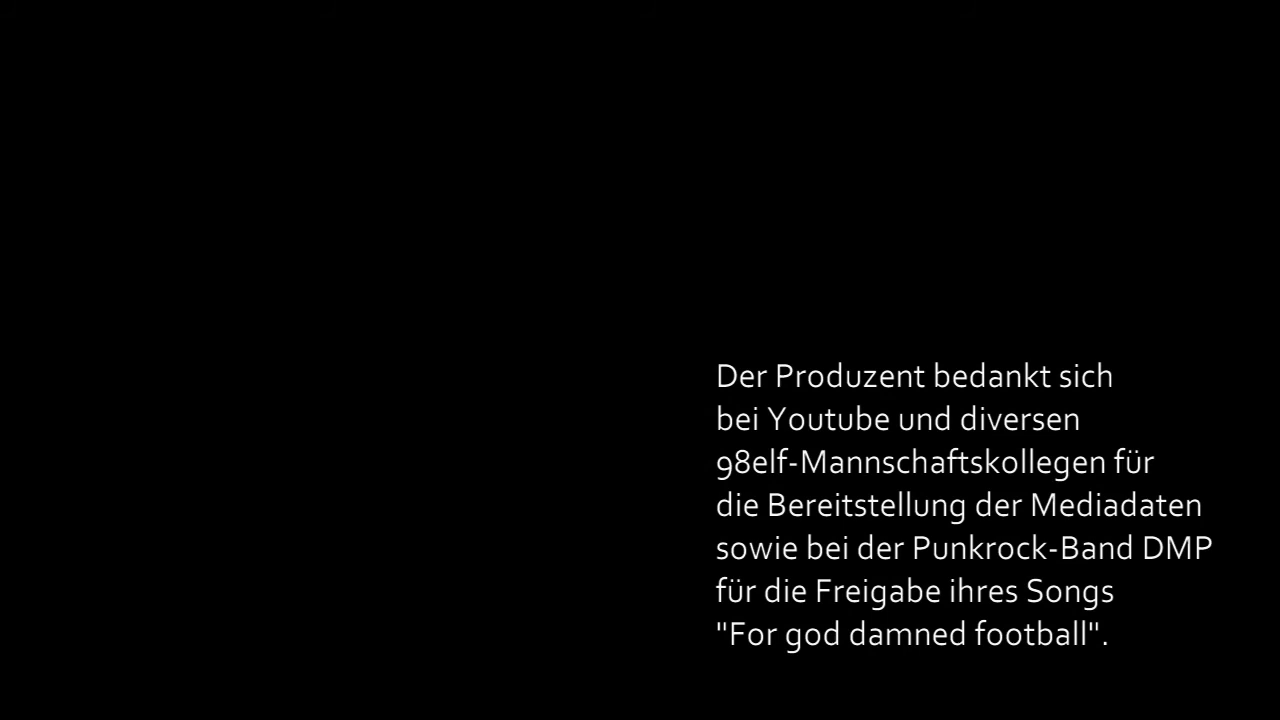 Der Produzent bedankt sich
bei Youtube und diversen
98elf-Mannschaftskollegen für
die Bereitstellung der Mediadaten
sowie bei der Punkrock-Band DMP
für die Freigabe ihres Songs
"For god damned football".